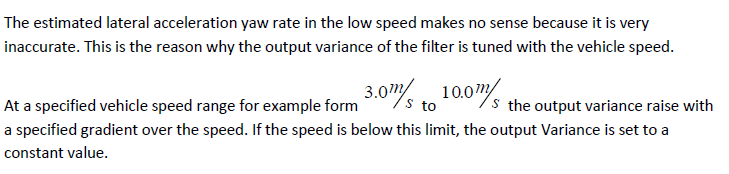 The estimated lateral acceleration yaw rate in the low speed makes no sense because it is very
inaccurate. This is the reason why the output variance of the filter is tuned with the vehicle speed.
At a specified vehicle speed range for example form 3.0 m/s to 10.0 m/s the output variance raise with
a specified gradient over the speed. If the speed is below this limit, the output Variance is set to a
constant value.